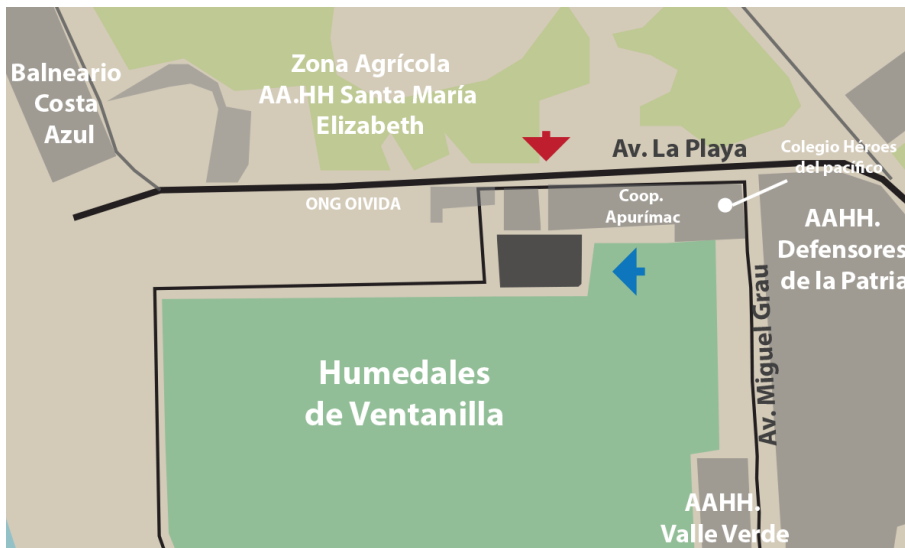 Balneario
Costa
Azul
Zona Agrícola
AA.HH Santa María
Elizabeth
Av. La Playa
Colegio Héroes
del pacífico
ONG OIVIDA
Coop.
Apurímac
AAHH.
Defensores
de la Patria
Av. Miguel Grau
Humedales
de Ventanilla
AAHH.
Valle Verde